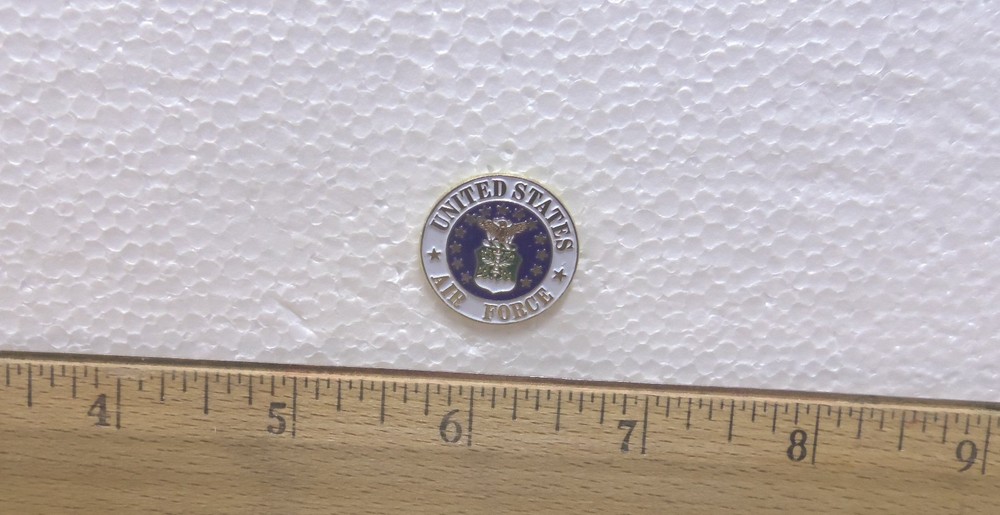 UNITED STATES
AIR FORCE
4 5 6 7 8 9